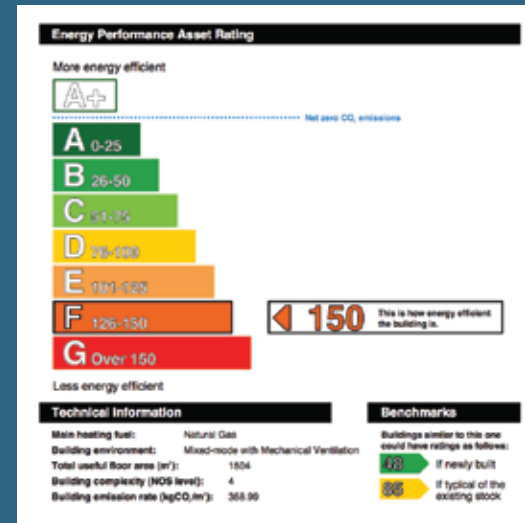 Energy Performance Asset Rating
More energy efficient
A+
Net zero CO₂ emissions
A 0-25
B 26-50
C 51-75
D 76-100
E 101-125
F 126-150
150
This is how energy efficient
the building is.
G Over 150
Less energy efficient
Technical Information
Main heating fuel: Natural Gas
Building environment: Mixed-mode with Mechanical Ventilation
Total useful floor area (m²): 1504
Building complexity (NOS level): 4
Building emission rate (kgCO₂/m²): 358.99
Benchmarks
Buildings similar to this one
could have ratings as follows:
43 If newly built
85 If typical of the
existing stock